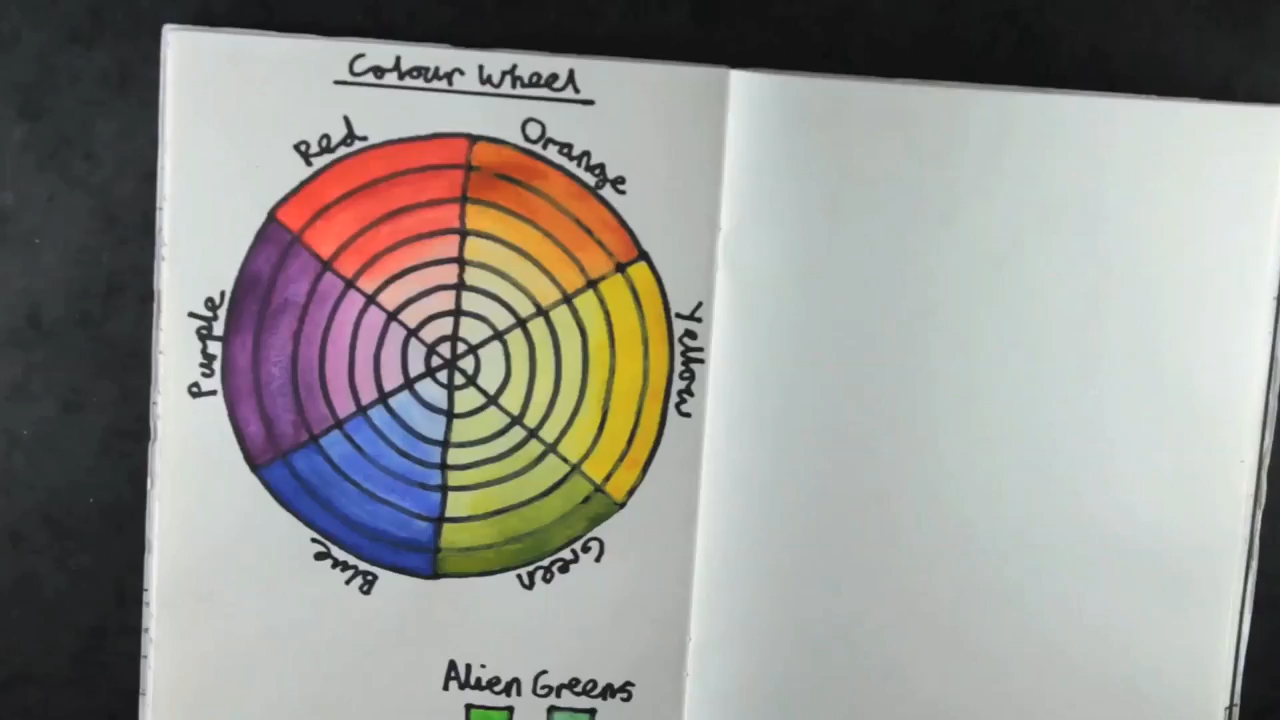 Colour Wheel
Red
Orange
Purple
Yellow
Blue
Green
Alien Greens